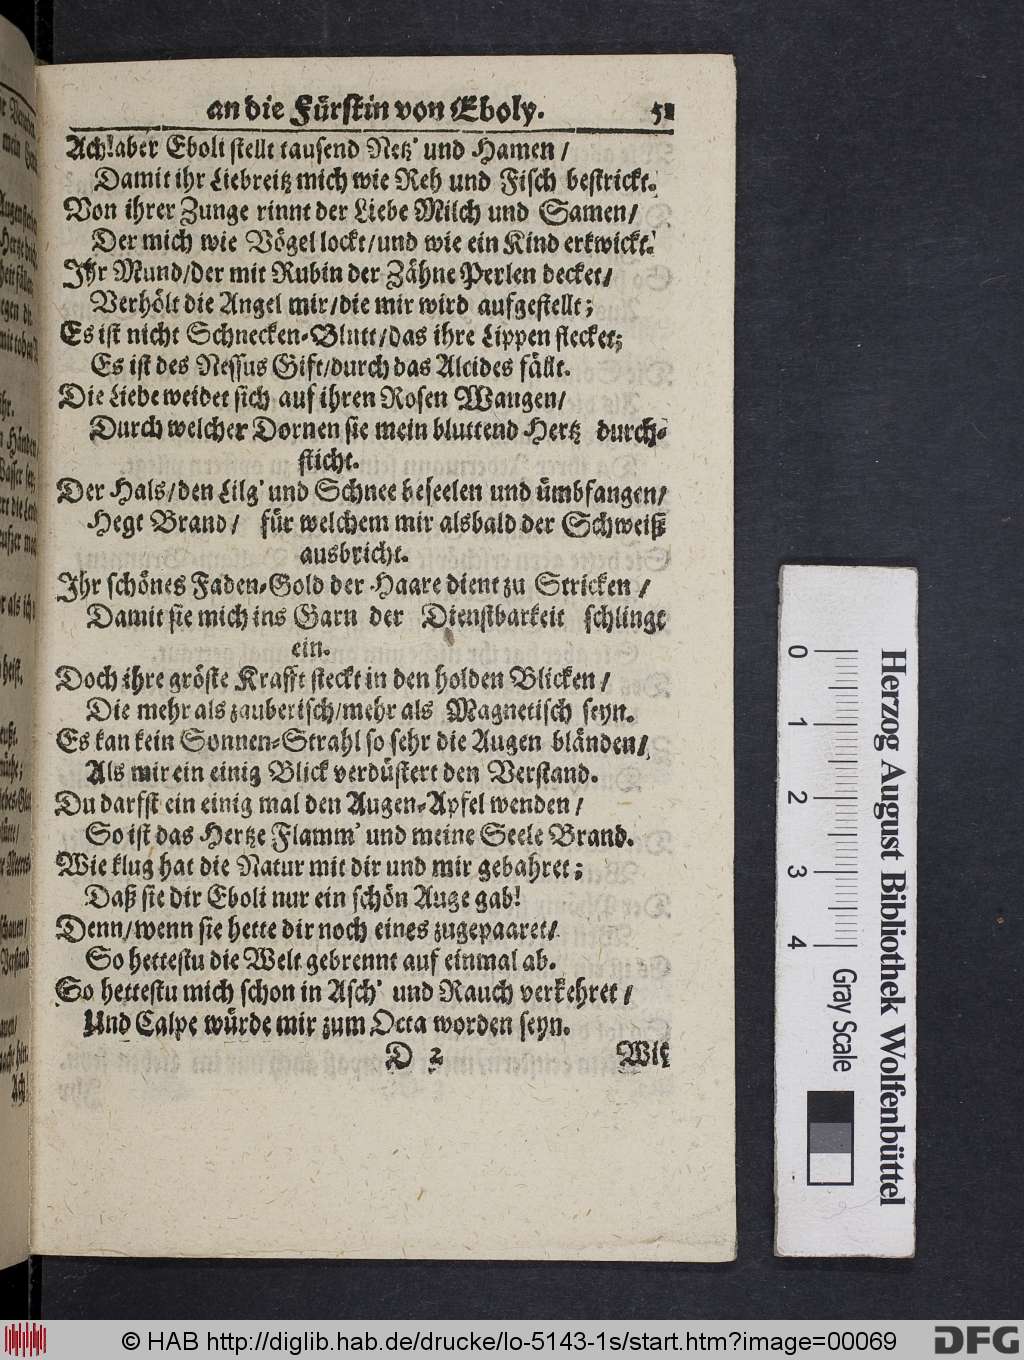 an die Fürstin von Eboly. 51
Ach! aber Eboli stellt tausend Netz' und Hamen /
Damit ihr Liebreitz mich wie Reh und Fisch bestrickt.
Von ihrer Zunge rinnt der Liebe Milch und Samen /
Der mich wie Vögel lockt / und wie ein Kind erkwickt.
Ihr Mund / der mit Rubin der Zähne Perlen decket /
Verhölt die Angel mir / die mir wird aufgestellt;
Es ist nicht Schnecken-Blutt / das ihre Lippen flecket;
Es ist des Nessus Gift / durch das Alcides fällt.
Die Liebe weidet sich auf ihren Rosen Wangen /
Durch welcher Dornen sie mein bluttend Hertz durch-
sticht.
Der Hals / den Lilg' und Schnee beseelen und ümbfangen /
Hegt Brand / für welchem mir alsbald der Schweiß
ausbricht.
Ihr schönes Faden-Gold der Haare dient zu Stricken /
Damit sie mich ins Garn der Dienstbarkeit schlingt
ein.
Doch ihre gröste Krafft steckt in den holden Blicken /
Die mehr als zauberisch / mehr als Magnetisch seyn.
Es kan kein Sonnen-Strahl so sehr die Augen bländen /
Als mir ein einig Blick verdüstert den Verstand.
Du darfst ein einig mal den Augen-Apfel wenden /
So ist das Hertze Flamm' und meine Seele Brand.
Wie klug hat die Natur mit dir und mir gebahret;
Daß sie dir Eboli nur ein schön Auge gab!
Denn / wenn sie hette dir noch eines zugepaaret /
So hettestu die Welt gebrennt auf einmal ab.
So hettestu mich schon in Asch' und Rauch verkehret /
Und Calpe würde mir zum Oeta worden seyn.
D 2 Wie
0 1 2 3 4
Gray Scale
Herzog August Bibliothek Wolfenbüttel
© HAB http://diglib.hab.de/drucke/lo-5143-1s/start.htm?image=00069
DFG